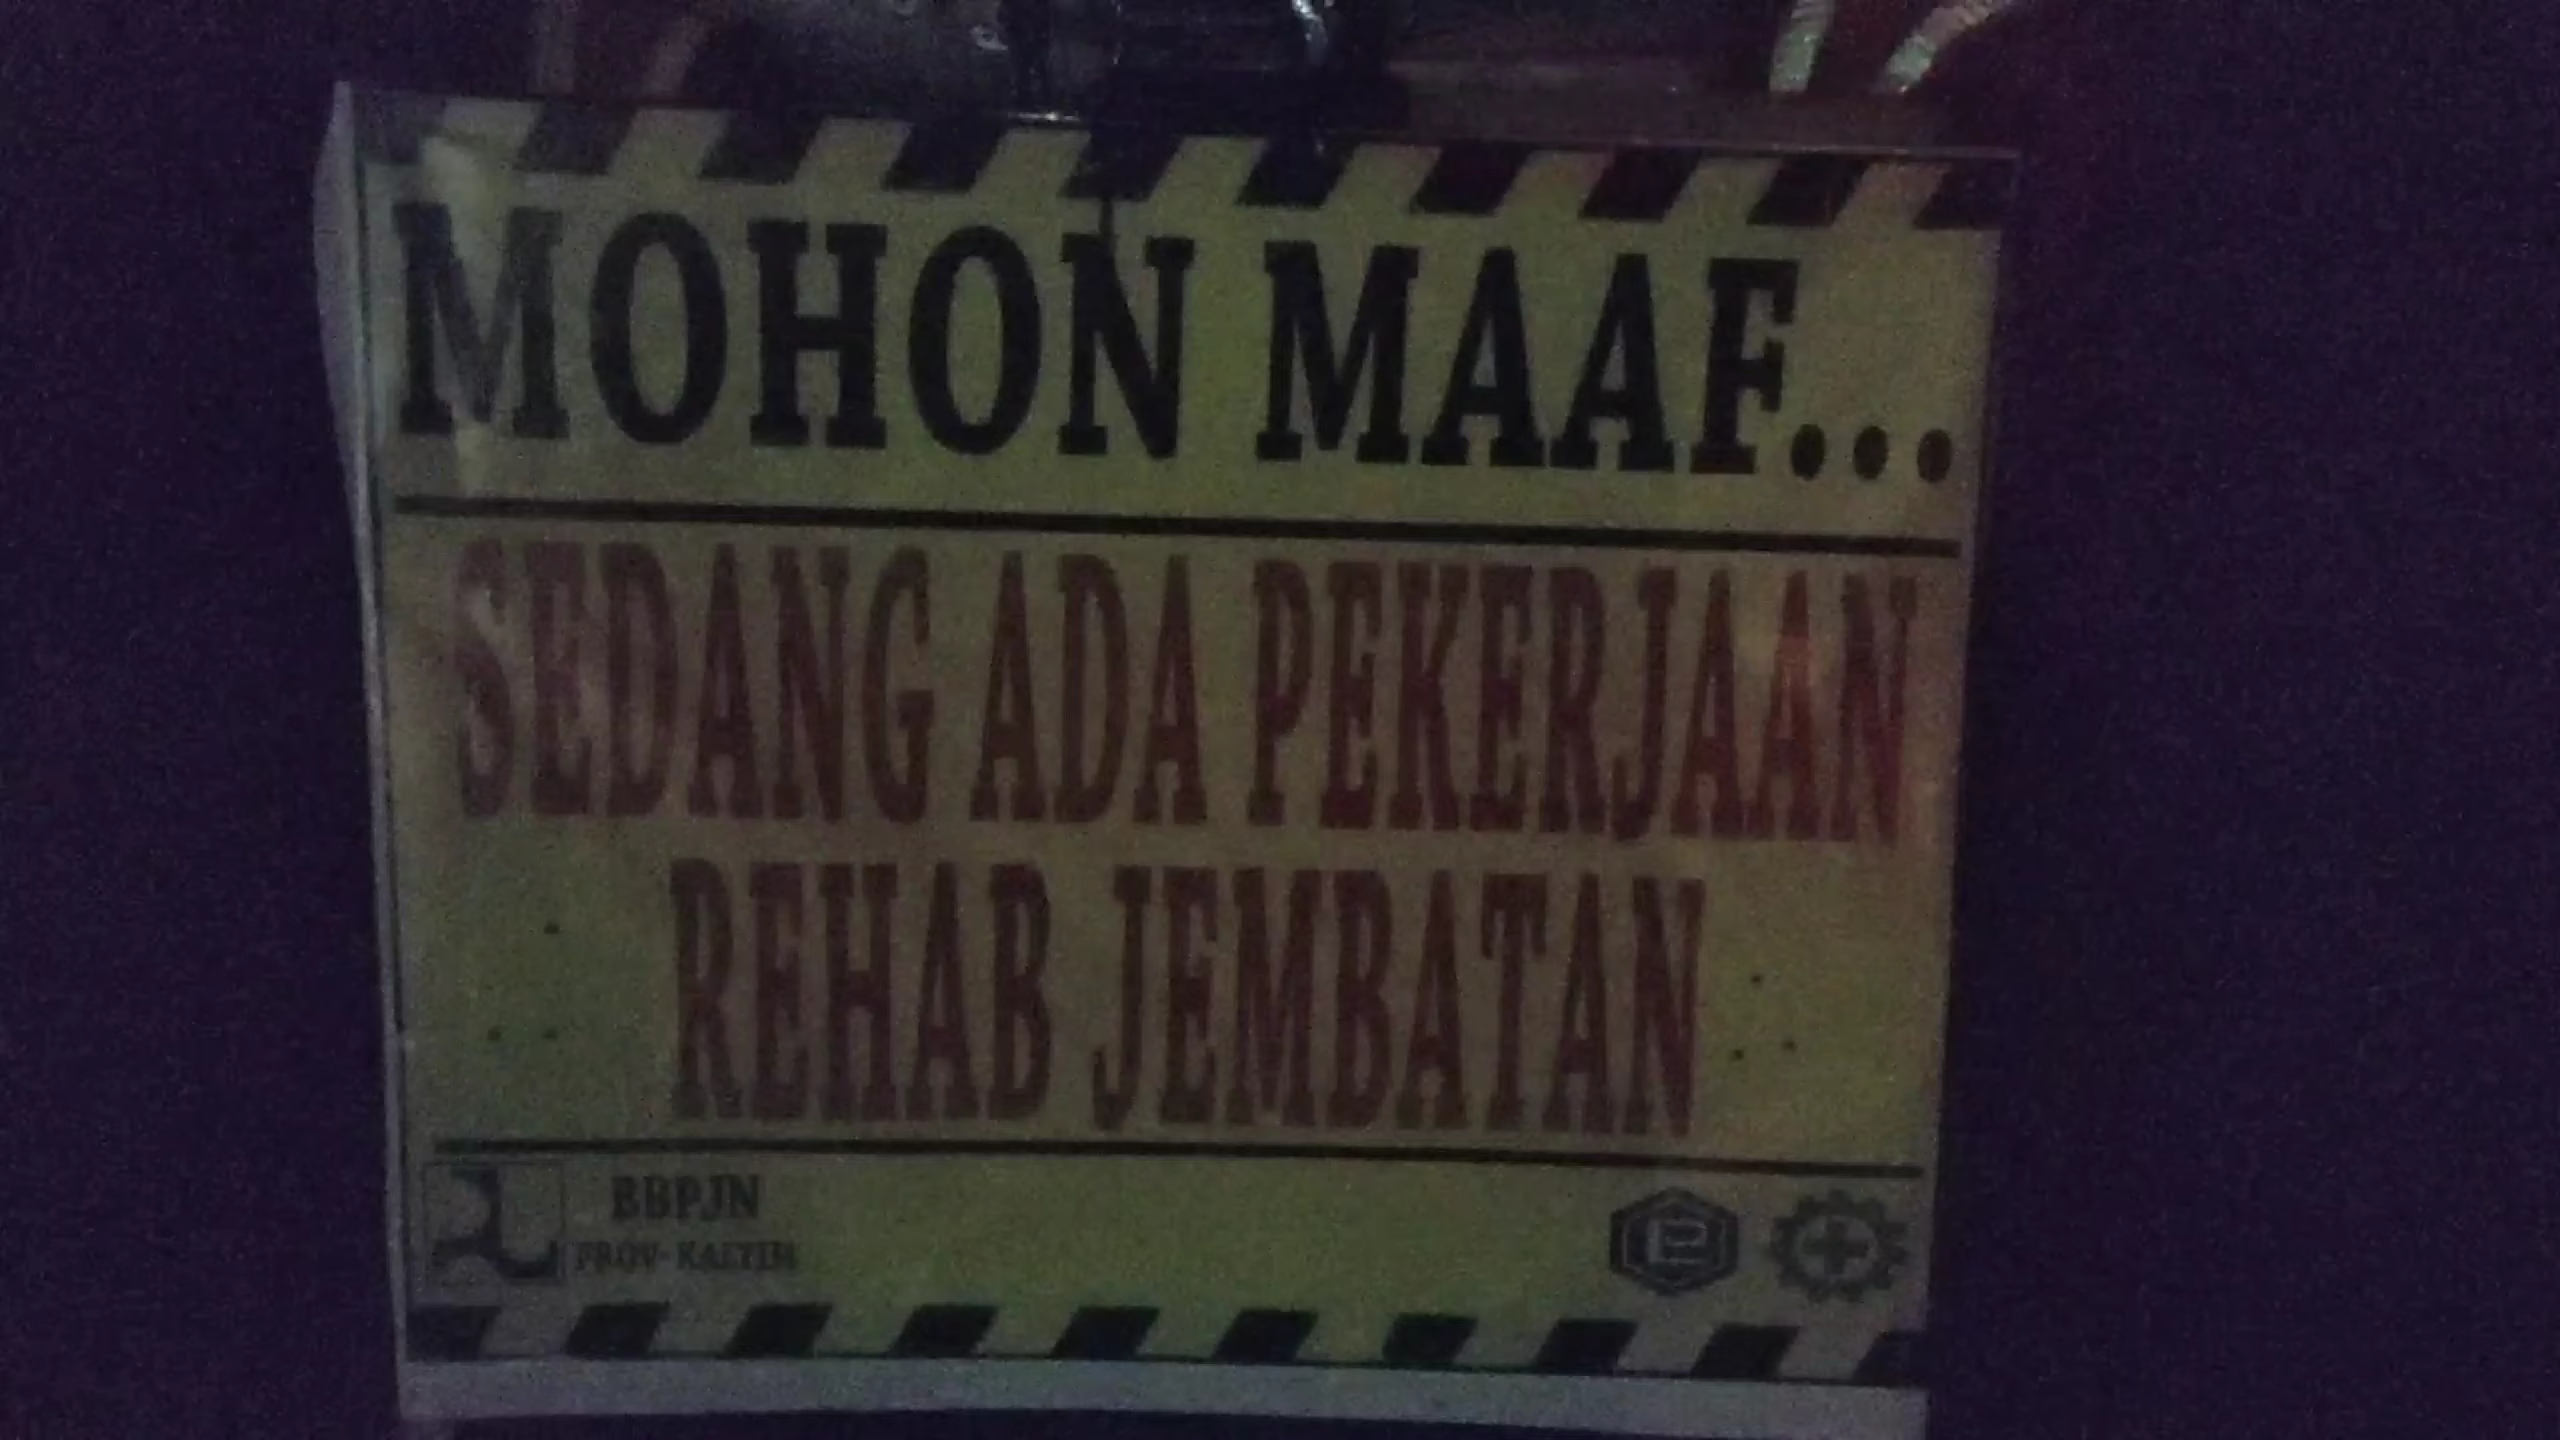 MOHON MAAF...
SEDANG ADA PEKERJAAN
REHAB JEMBATAN
BBPJN
PROV-KALTIM